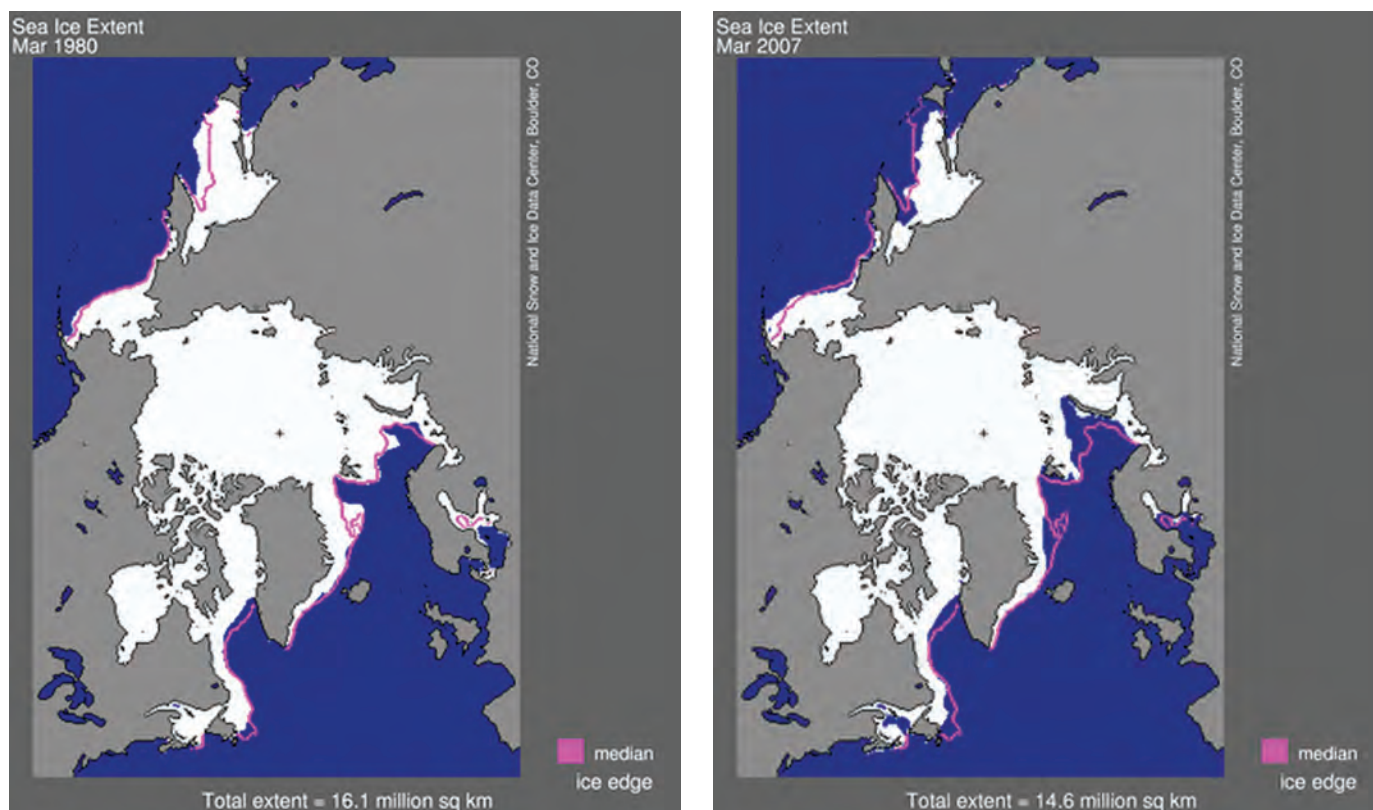 Sea Ice Extent
Mar 1980
National Snow and Ice Data Center, Boulder, CO
median
ice edge
Total extent = 16.1 million sq km
Sea Ice Extent
Mar 2007
National Snow and Ice Data Center, Boulder, CO
median
ice edge
Total extent = 14.6 million sq km